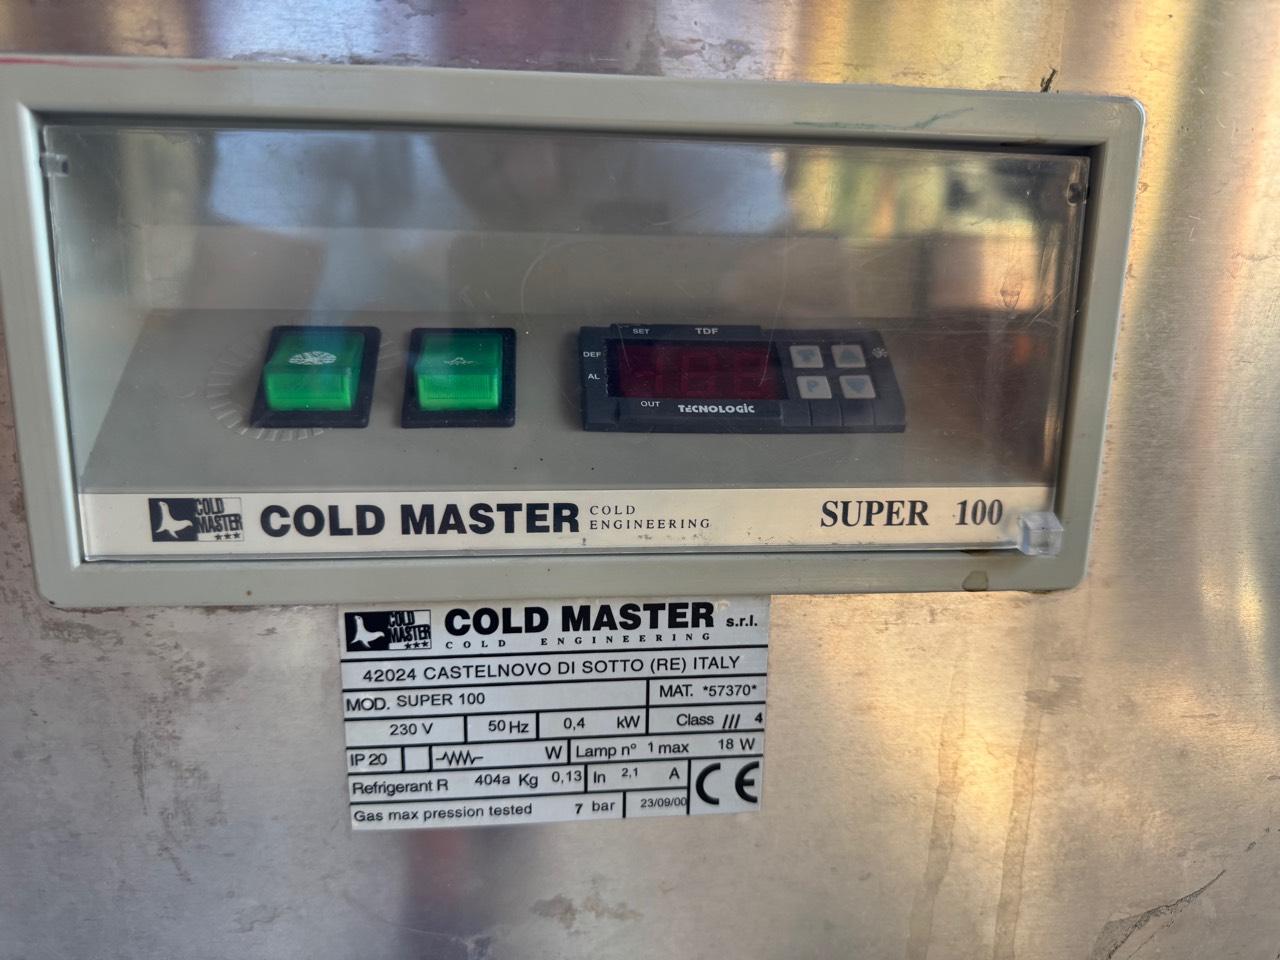 SET TDF
DEF
AL
P
OUT TECNOLOGIC
COLD MASTER
COLD MASTER COLD ENGINEERING SUPER 100
COLD MASTER
COLD MASTER s.r.l.
COLD ENGINEERING
42024 CASTELNOVO DI SOTTO (RE) ITALY
MOD. SUPER 100 MAT. *57370*
230 V 50 Hz 0,4 kW Class /// 4
IP 20 W Lamp n° 1 max 18 W
Refrigerant R 404a Kg 0,13 In 2,1 A CE
Gas max pression tested 7 bar 23/09/00